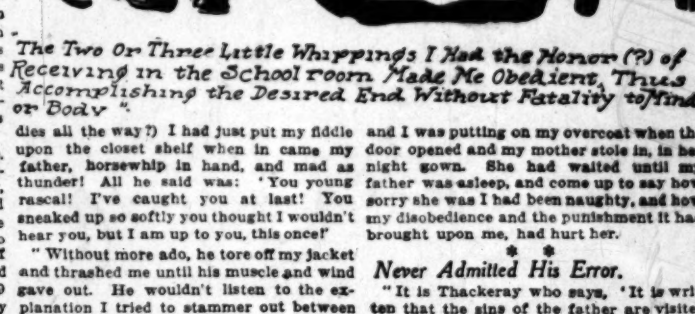 The Two Or Three Little Whippings I Had the Honor (?) of
Receiving in the School room Made Me Obedient, Thus
Accomplishing the Desired End Without Fatality to Mind
or Body".
dies all the way?) I had just put my fiddle
upon the closet shelf when in came my
father, horsewhip in hand, and mad as
thunder! All he said was: 'You young
rascal! I've caught you at last! You
sneaked up so softly you thought I wouldn't
hear you, but I am up to you, this once!'
"Without more ado, he tore off my jacket
and thrashed me until his muscle and wind
gave out. He wouldn't listen to the ex-
planation I tried to stammer out between
and I was putting on my overcoat when th
door opened and my mother stole in, in he
night gown. She had waited until m
father was asleep, and come up to say how
sorry she was I had been naughty, and how
my disobedience and the punishment it ha
brought upon me, had hurt her.
* *
Never Admitted His Error.
"It is Thackeray who says, 'It is writ
ten that the sins of the father are visite